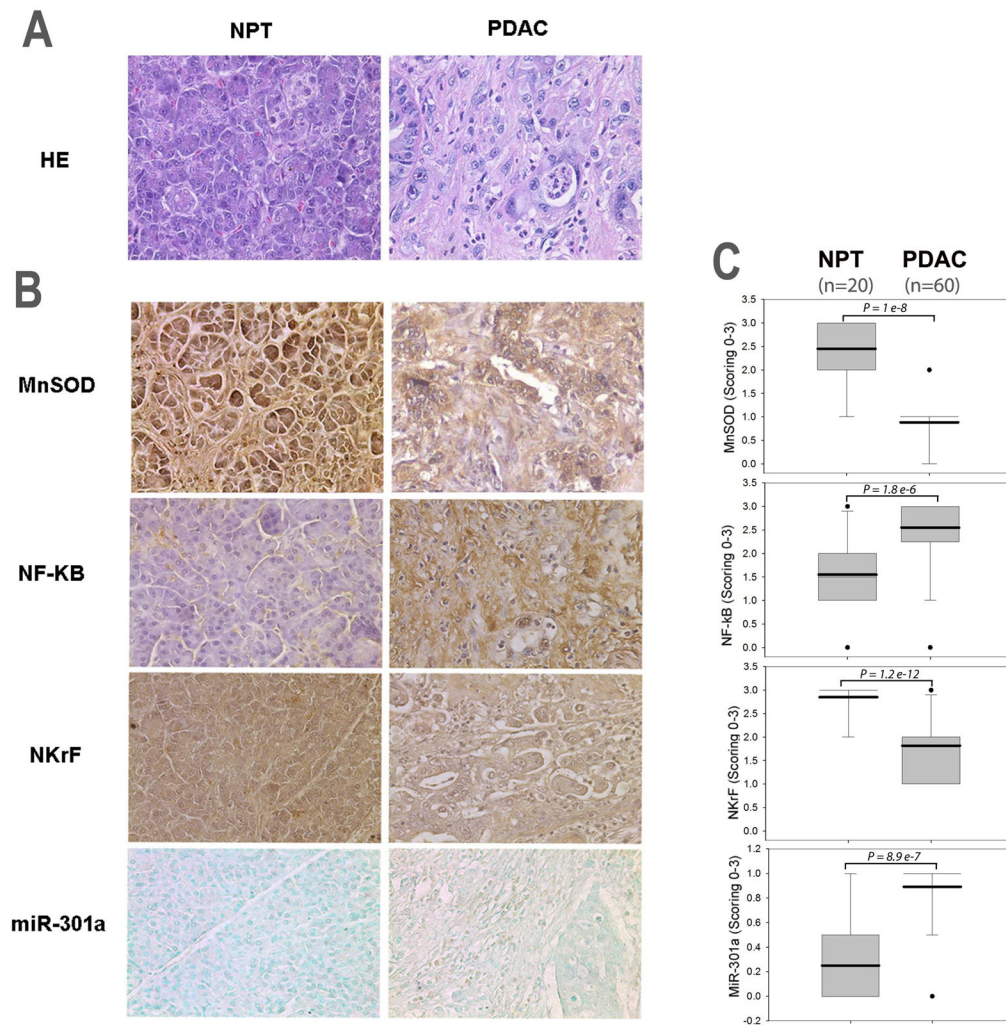 A
NPT
PDAC
HE
B
MnSOD
NF-KB
NKrF
miR-301a
C
NPT
PDAC
(n=20)
(n=60)
P = 1 e-8
MnSOD (Scoring 0-3)
3.5
3.0
2.5
2.0
1.5
1.0
0.5
0.0
P = 1.8 e-6
NF-kB (Scoring 0-3)
3.5
3.0
2.5
2.0
1.5
1.0
0.5
0.0
P = 1.2 e-12
NKrF (Scoring 0-3)
3.5
3.0
2.5
2.0
1.5
1.0
0.5
0.0
P = 8.9 e-7
MiR-301a (Scoring 0-3)
1.2
1.0
0.8
0.6
0.4
0.2
0.0
-0.2